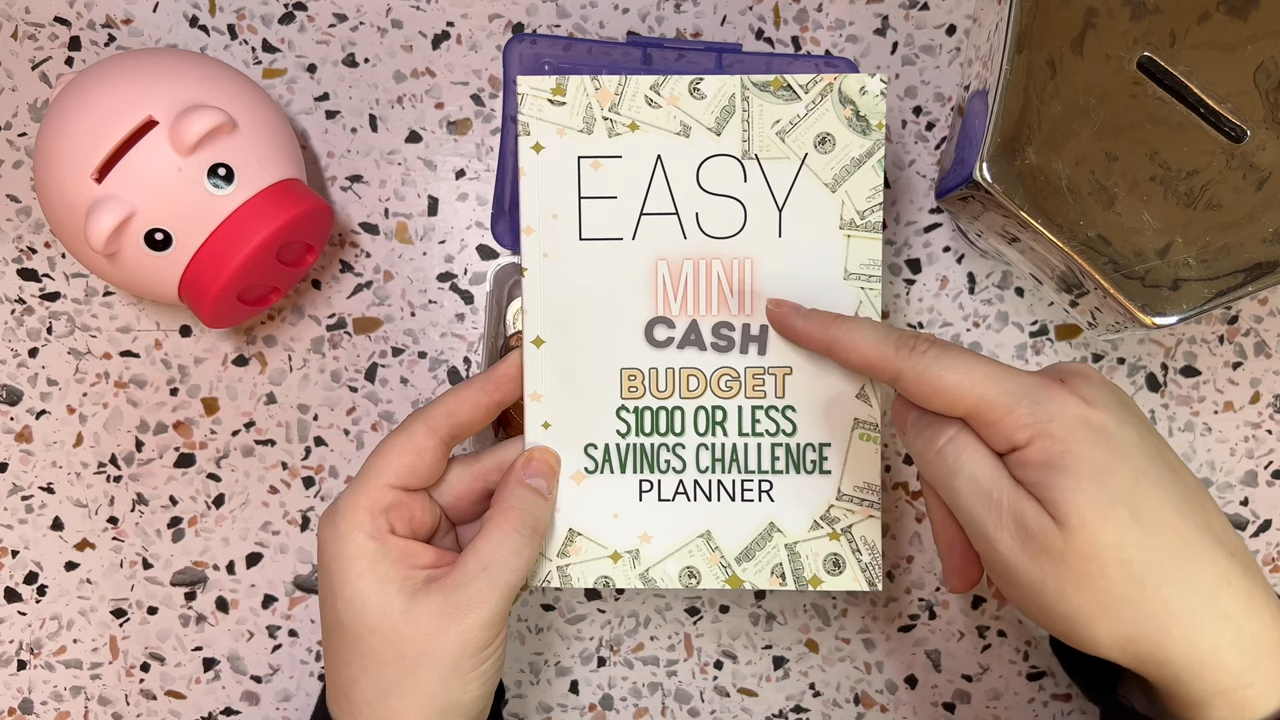 EASY
MINI
CASH
BUDGET
$1000 OR LESS
SAVINGS CHALLENGE
PLANNER